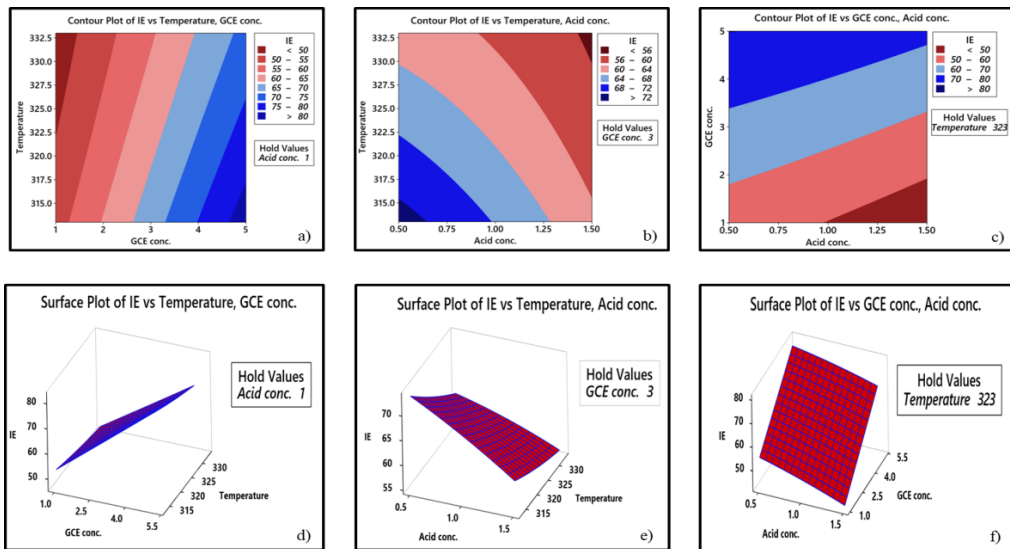 Contour Plot of IE vs Temperature, GCE conc.
332.5
330.0
327.5
325.0
322.5
320.0
317.5
315.0
Temperature
1 2 3 4 5
GCE conc.
IE
< 50
50 – 55
55 – 60
60 – 65
65 – 70
70 – 75
75 – 80
> 80
Hold Values
Acid conc. 1
a)
Contour Plot of IE vs Temperature, Acid conc.
332.5
330.0
327.5
325.0
322.5
320.0
317.5
315.0
Temperature
0.50 0.75 1.00 1.25 1.50
Acid conc.
IE
< 56
56 – 60
60 – 64
64 – 68
68 – 72
> 72
Hold Values
GCE conc. 3
b)
Contour Plot of IE vs GCE conc., Acid conc.
5
4
3
2
1
GCE conc.
0.50 0.75 1.00 1.25 1.50
Acid conc.
IE
< 50
50 – 60
60 – 70
70 – 80
> 80
Hold Values
Temperature 323
c)
Surface Plot of IE vs Temperature, GCE conc.
Hold Values
Acid conc. 1
80
70
60
50
IE
1.0 2.5 4.0 5.5
GCE conc.
330
325
320
315
Temperature
d)
Surface Plot of IE vs Temperature, Acid conc.
Hold Values
GCE conc. 3
70
65
60
55
IE
0.5 1.0 1.5
Acid conc.
330
325
320
315
Temperature
e)
Surface Plot of IE vs GCE conc., Acid conc.
Hold Values
Temperature 323
80
70
60
50
IE
0.5 1.0 1.5
Acid conc.
5.5
4.0
2.5
1.0
GCE conc.
f)